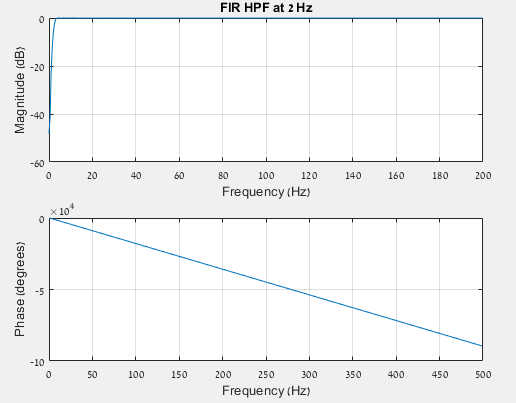 FIR HPF at 2 Hz
0
-20
-40
-60
Magnitude (dB)
0 20 40 60 80 100 120 140 160 180 200
Frequency (Hz)
×10^4
0
-5
-10
Phase (degrees)
0 50 100 150 200 250 300 350 400 450 500
Frequency (Hz)